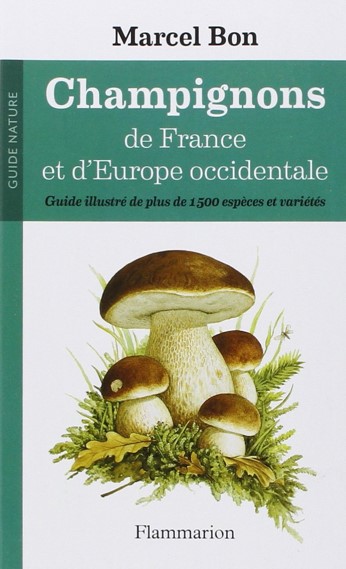 Marcel Bon
GUIDE NATURE
Champignons
de France
et d'Europe occidentale
Guide illustré de plus de 1500 espèces et variétés
Flammarion